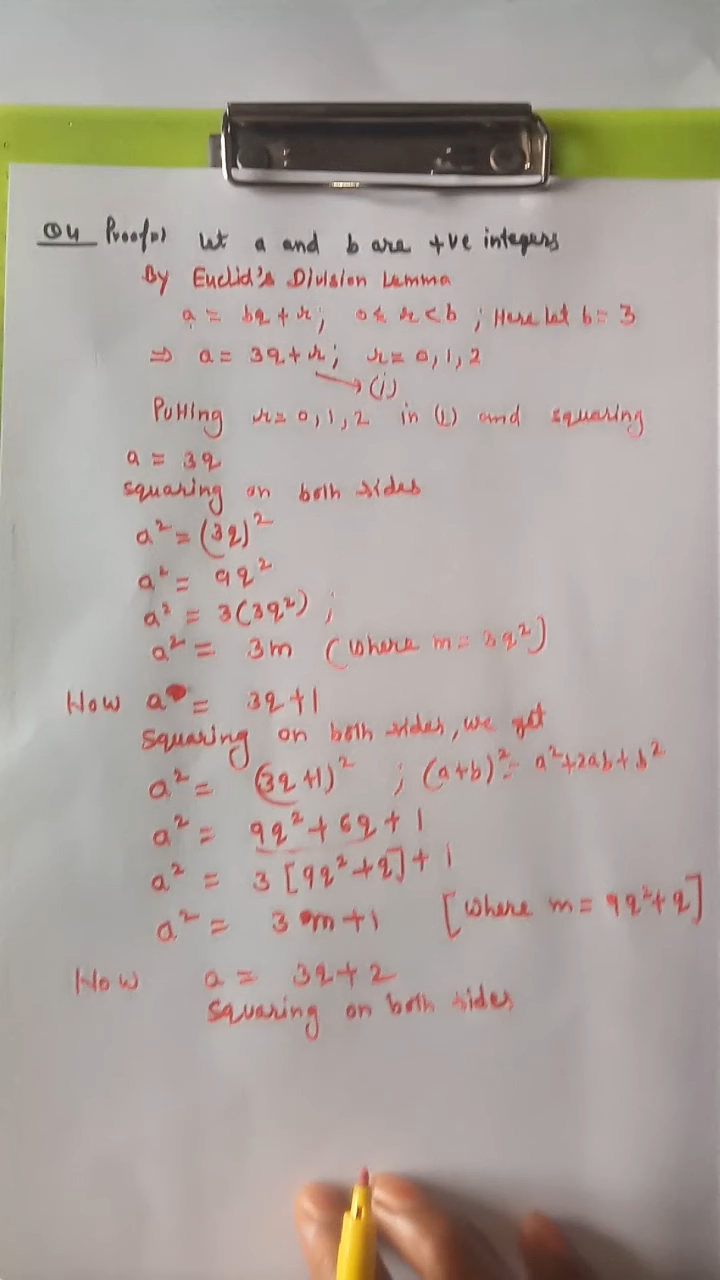 Q4 Proof(=) Let a and b are +ve integers
By Euclid's Division Lemma
a = bq + r; 0 ≤ r < b ; Here let b = 3
⇒ a = 3q + r; r = 0, 1, 2
→ (i)
Putting r = 0, 1, 2 in (i) and squaring
a = 3q
squaring on both sides
a² = (3q)²
a² = 9q²
a² = 3(3q²) ;
a² = 3m (where m = 3q²)
Now a = 3q + 1
squaring on both sides, we get
a² = (3q + 1)² ; (a+b)² = a² + 2ab + b²
a² = 9q² + 6q + 1
a² = 3 [9q² + q] + 1
a² = 3m + 1 [where m = 9q² + q]
Now a = 3q + 2
squaring on both sides